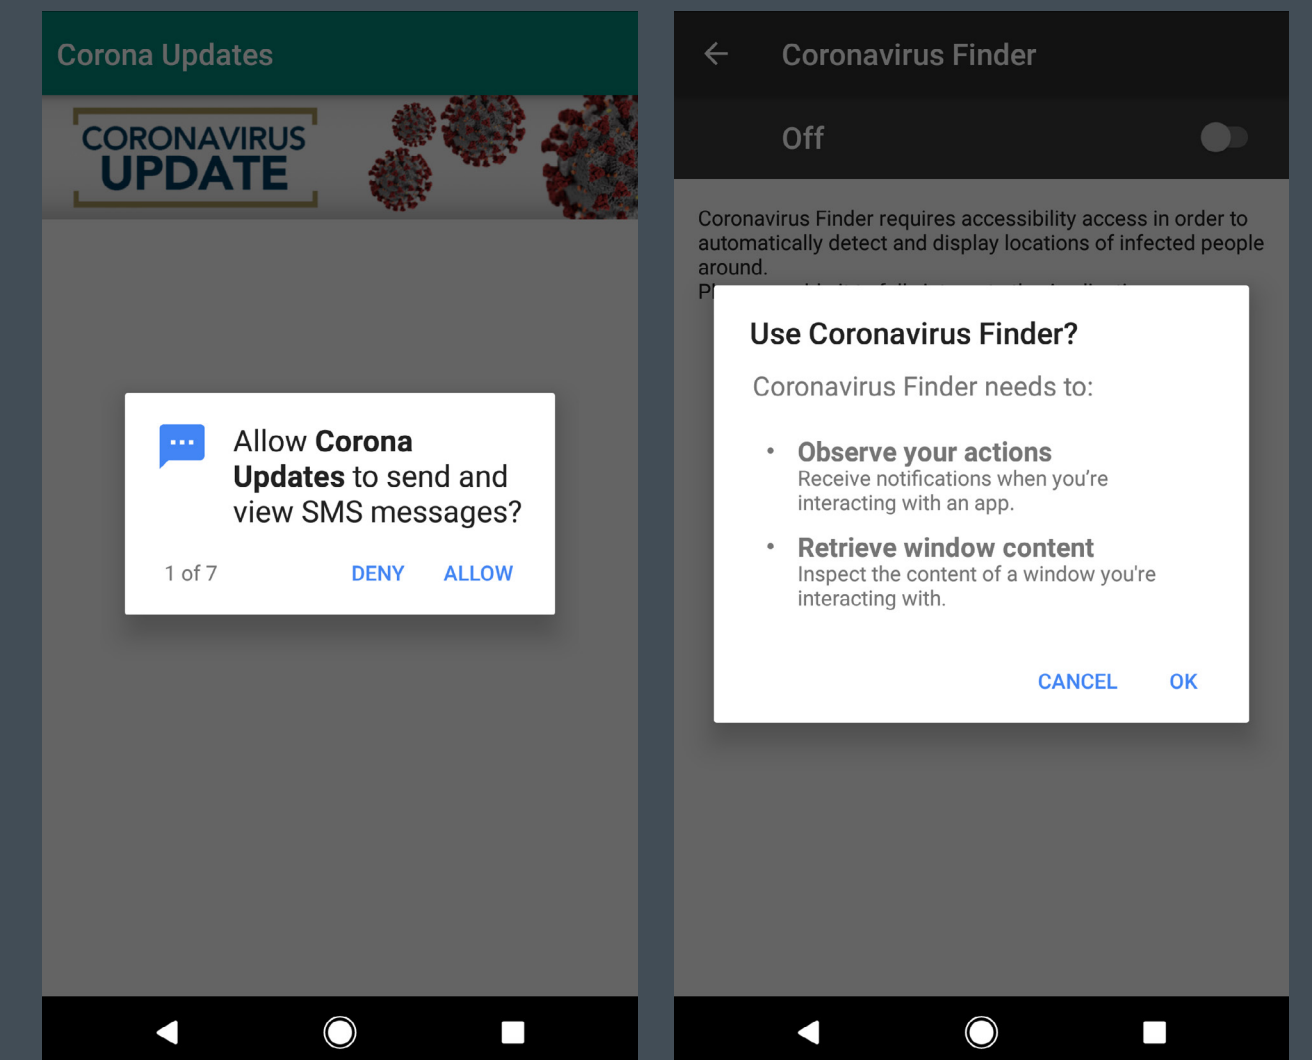 Corona Updates
CORONAVIRUS
UPDATE
Allow Corona
Updates to send and
view SMS messages?
1 of 7
DENY
ALLOW
Coronavirus Finder
Off
Coronavirus Finder requires accessibility access in order to
automatically detect and display locations of infected people
around.
Use Coronavirus Finder?
Coronavirus Finder needs to:
• Observe your actions
Receive notifications when you're
interacting with an app.
• Retrieve window content
Inspect the content of a window you're
interacting with.
CANCEL
OK